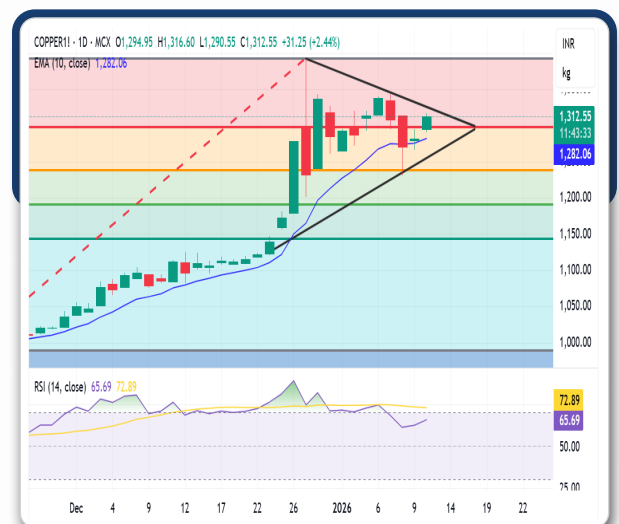 COPPER1! · 1D · MCX O1,294.95 H1,316.60 L1,290.55 C1,312.55 +31.25 (+2.44%)
INR
EMA (10, close) 1,282.06
kg
1,312.55
11:43:33
1,282.06
1,200.00
1,150.00
1,100.00
1,050.00
1,000.00
RSI (14, close) 65.69 72.89
72.89
65.69
50.00
25.00
Dec 4 9 12 17 22 26 2026 6 9 14 19 22